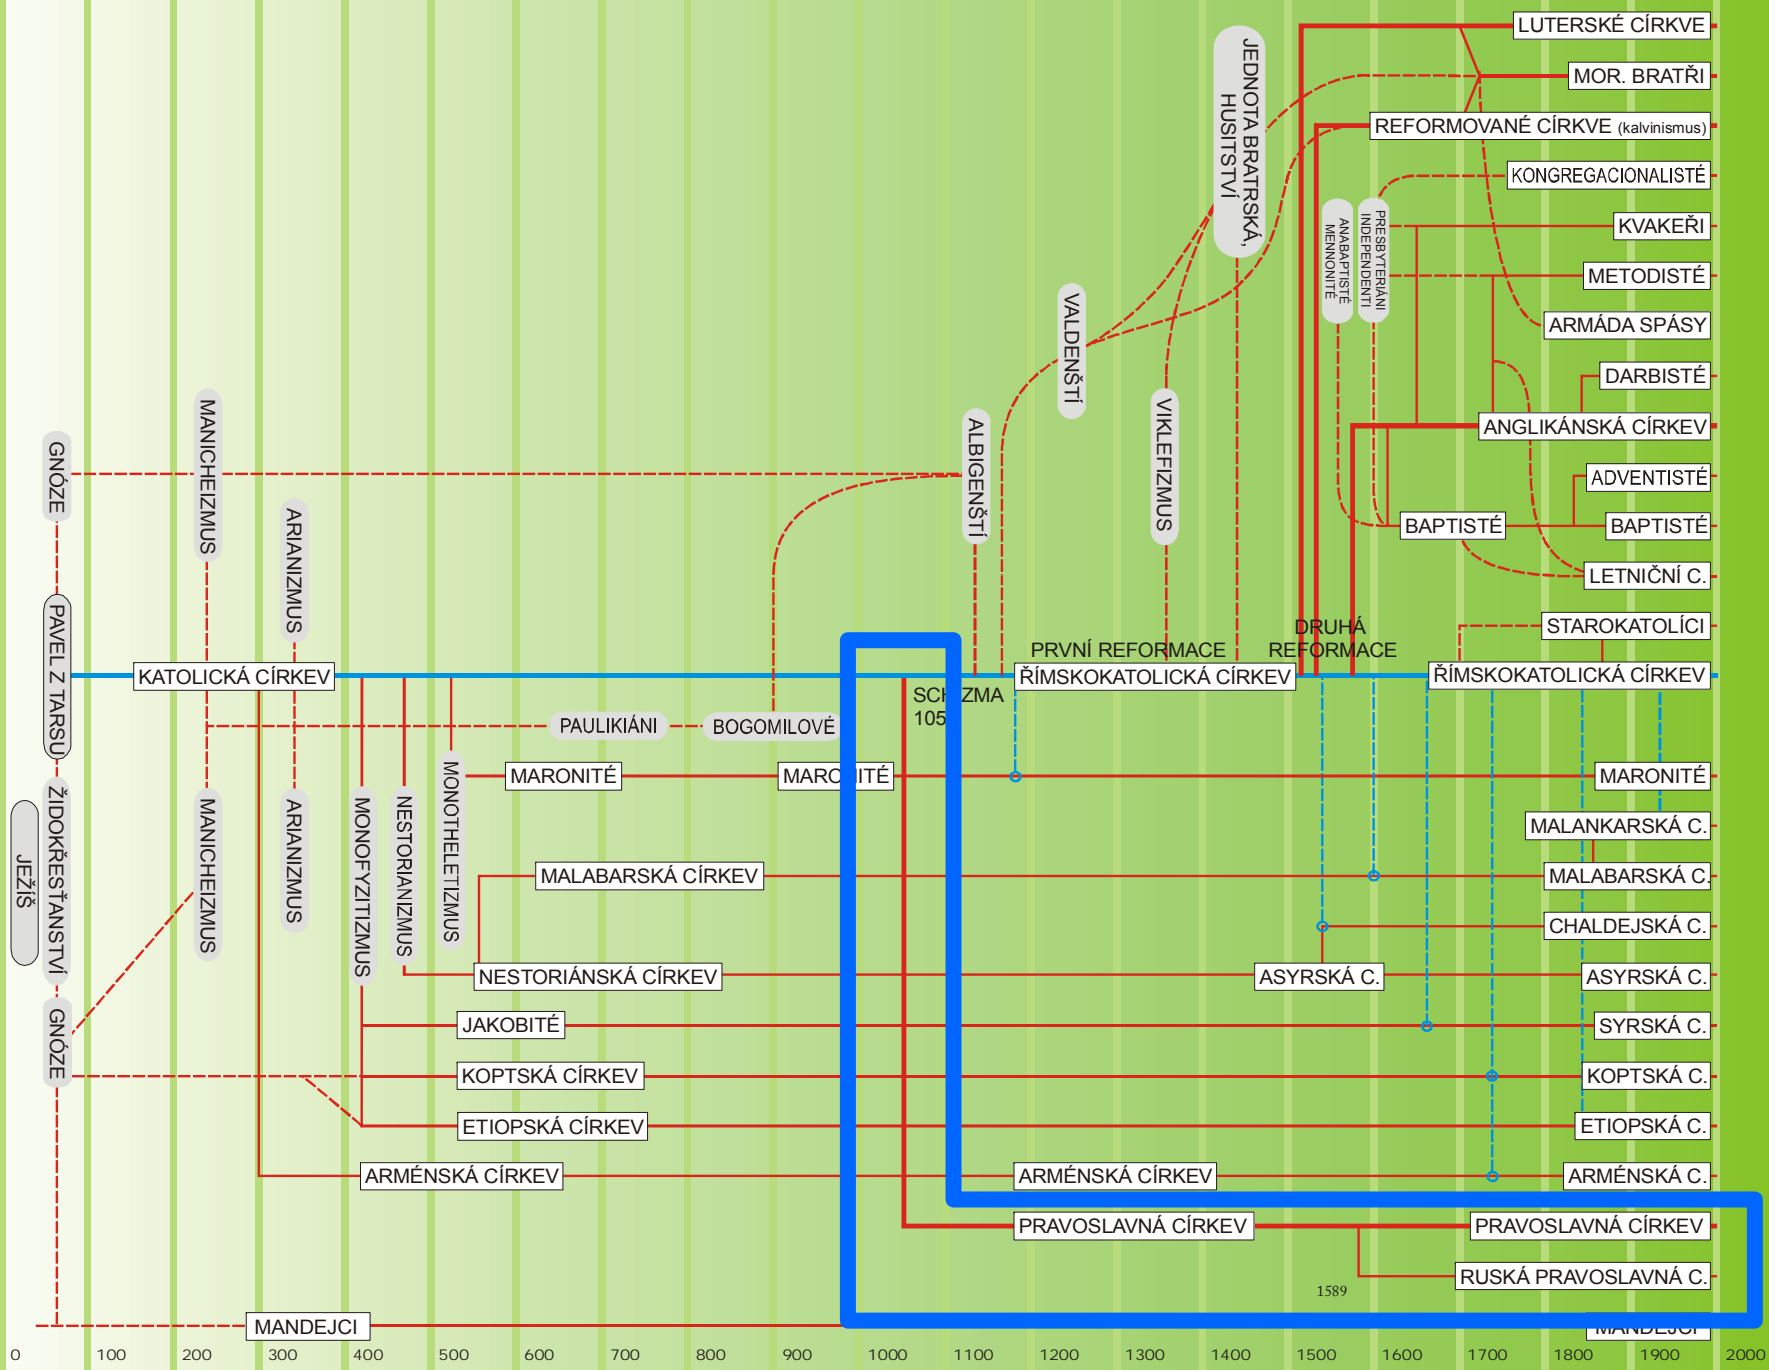 LUTERSKÉ CÍRKVE
MOR. BRATŘI
REFORMOVANÉ CÍRKVE (kalvinismus)
KONGREGACIONALISTÉ
KVAKEŘI
METODISTÉ
ARMÁDA SPÁSY
DARBISTÉ
ANGLIKÁNSKÁ CÍRKEV
ADVENTISTÉ
BAPTISTÉ
BAPTISTÉ
LETNIČNÍ C.
STAROKATOLÍCI
JEDNOTA BRATRSKÁ,
HUSITSTVÍ
ANABAPTISTÉ
MENNONITÉ
PRESBYTERIÁNI
INDEPENDENTI
VALDENŠTÍ
VIKLEFIZMUS
ALBIGENŠTÍ
GNÓZE
MANICHEIZMUS
ARIANIZMUS
PAVEL Z TARSU
KATOLICKÁ CÍRKEV
PRVNÍ REFORMACE
DRUHÁ
REFORMACE
ŘÍMSKOKATOLICKÁ CÍRKEV
ŘÍMSKOKATOLICKÁ CÍRKEV
PAULIKIÁNI
BOGOMILOVÉ
JEŽÍŠ
ŽIDOKŘESŤANSTVÍ
GNÓZE
MANICHEIZMUS
ARIANIZMUS
MONOFYZITIZMUS
NESTORIANIZMUS
MONOTHELETIZMUS
MARONITÉ
MARONITÉ
MARONITÉ
MALANKARSKÁ C.
MALABARSKÁ CÍRKEV
MALABARSKÁ C.
CHALDEJSKÁ C.
NESTORIÁNSKÁ CÍRKEV
ASYRSKÁ C.
ASYRSKÁ C.
JAKOBITÉ
SYRSKÁ C.
KOPTSKÁ CÍRKEV
KOPTSKÁ C.
ETIOPSKÁ CÍRKEV
ETIOPSKÁ C.
ARMÉNSKÁ CÍRKEV
ARMÉNSKÁ CÍRKEV
ARMÉNSKÁ C.
PRAVOSLAVNÁ CÍRKEV
PRAVOSLAVNÁ CÍRKEV
RUSKÁ PRAVOSLAVNÁ C.
1589
MANDEJCI
MANDEJCI
0 100 200 300 400 500 600 700 800 900 1000 1100 1200 1300 1400 1500 1600 1700 1800 1900 2000